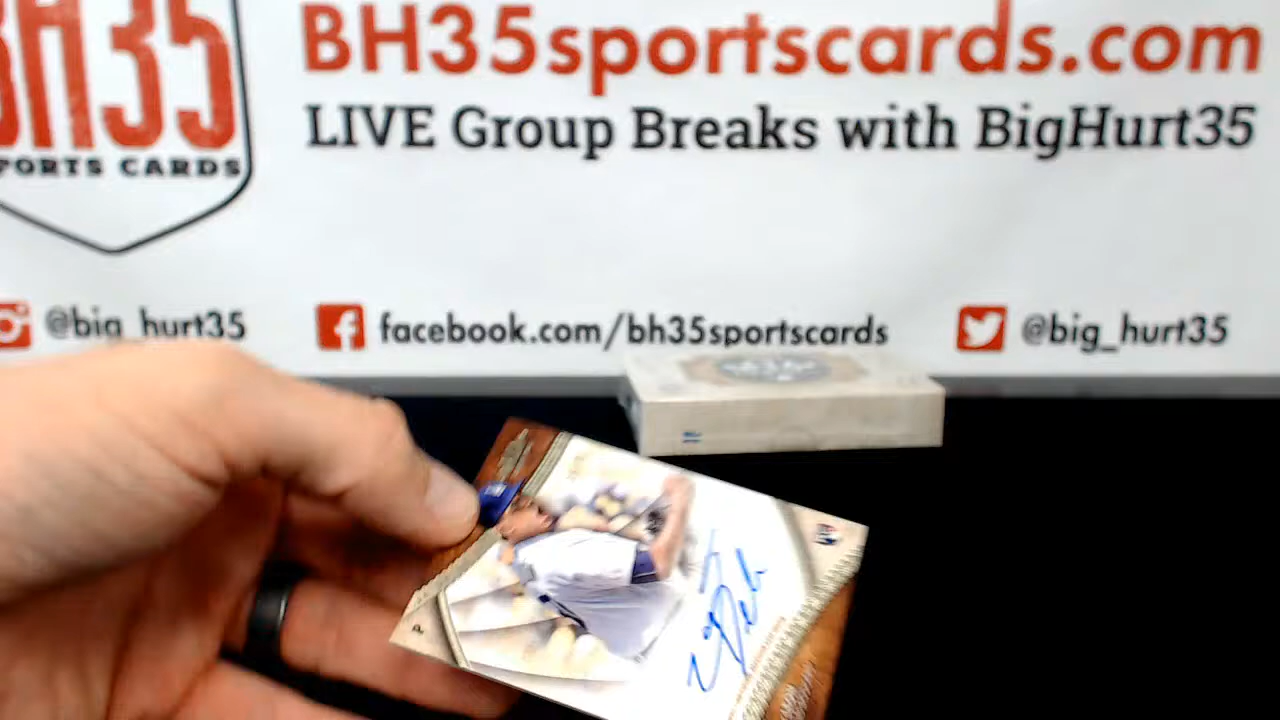 BH35
PORTS CARDS
BH35sportscards.com
LIVE Group Breaks with BigHurt35
@big_hurt35
facebook.com/bh35sportscards
@big_hurt35
P